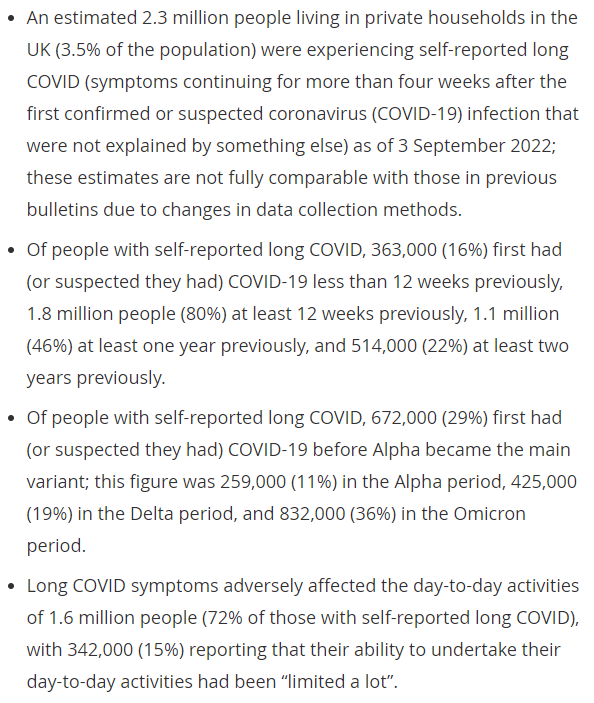 • An estimated 2.3 million people living in private households in the
UK (3.5% of the population) were experiencing self-reported long
COVID (symptoms continuing for more than four weeks after the
first confirmed or suspected coronavirus (COVID-19) infection that
were not explained by something else) as of 3 September 2022;
these estimates are not fully comparable with those in previous
bulletins due to changes in data collection methods.
• Of people with self-reported long COVID, 363,000 (16%) first had
(or suspected they had) COVID-19 less than 12 weeks previously,
1.8 million people (80%) at least 12 weeks previously, 1.1 million
(46%) at least one year previously, and 514,000 (22%) at least two
years previously.
• Of people with self-reported long COVID, 672,000 (29%) first had
(or suspected they had) COVID-19 before Alpha became the main
variant; this figure was 259,000 (11%) in the Alpha period, 425,000
(19%) in the Delta period, and 832,000 (36%) in the Omicron
period.
• Long COVID symptoms adversely affected the day-to-day activities
of 1.6 million people (72% of those with self-reported long COVID),
with 342,000 (15%) reporting that their ability to undertake their
day-to-day activities had been “limited a lot”.